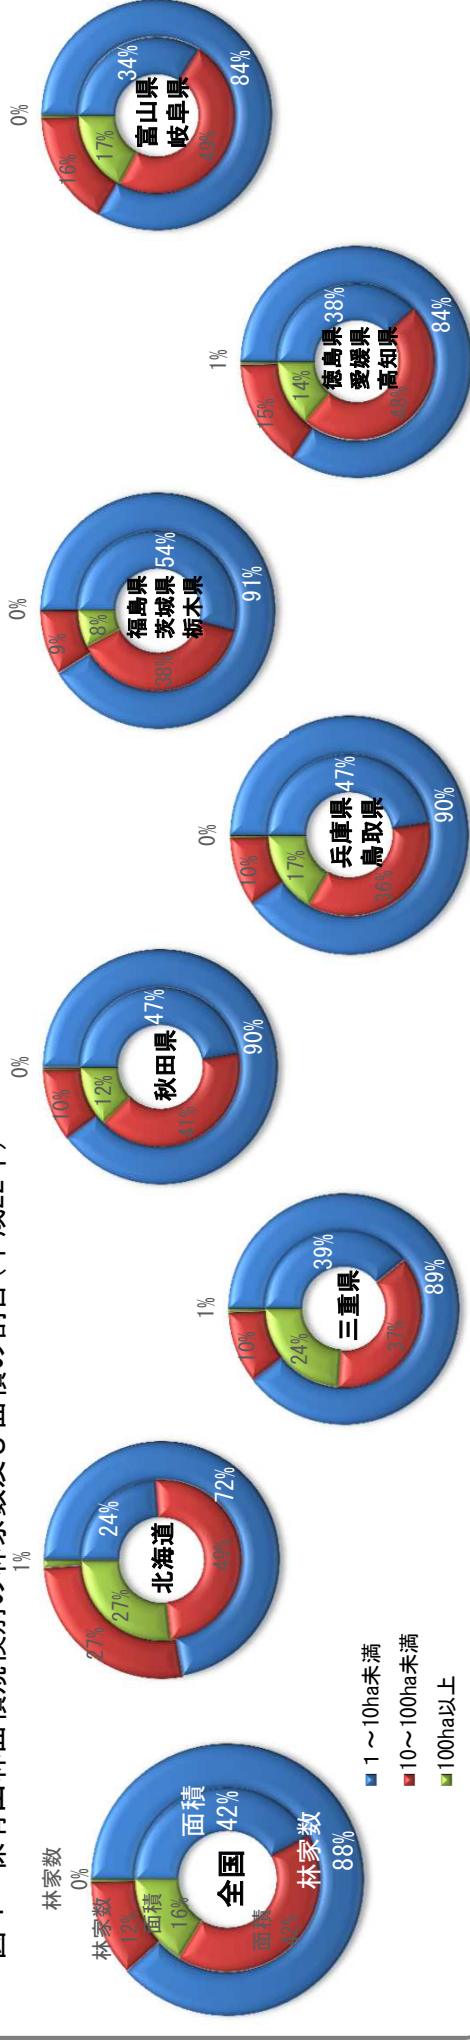 林家数
0%
林家数
12%
面積
16%
面積
42%
全国
面積
42%
林家数
88%
1%
27%
27%
24%
北海道
49%
72%
1%
10%
24%
39%
三重県
37%
89%
0%
10%
12%
47%
秋田県
41%
90%
0%
10%
17%
47%
兵庫県
鳥取県
36%
90%
0%
9%
8%
54%
福島県
茨城県
栃木県
38%
91%
1%
15%
14%
38%
徳島県
愛媛県
高知県
48%
84%
0%
16%
17%
34%
富山県
岐阜県
49%
84%
1～10ha未満
10～100ha未満
100ha以上